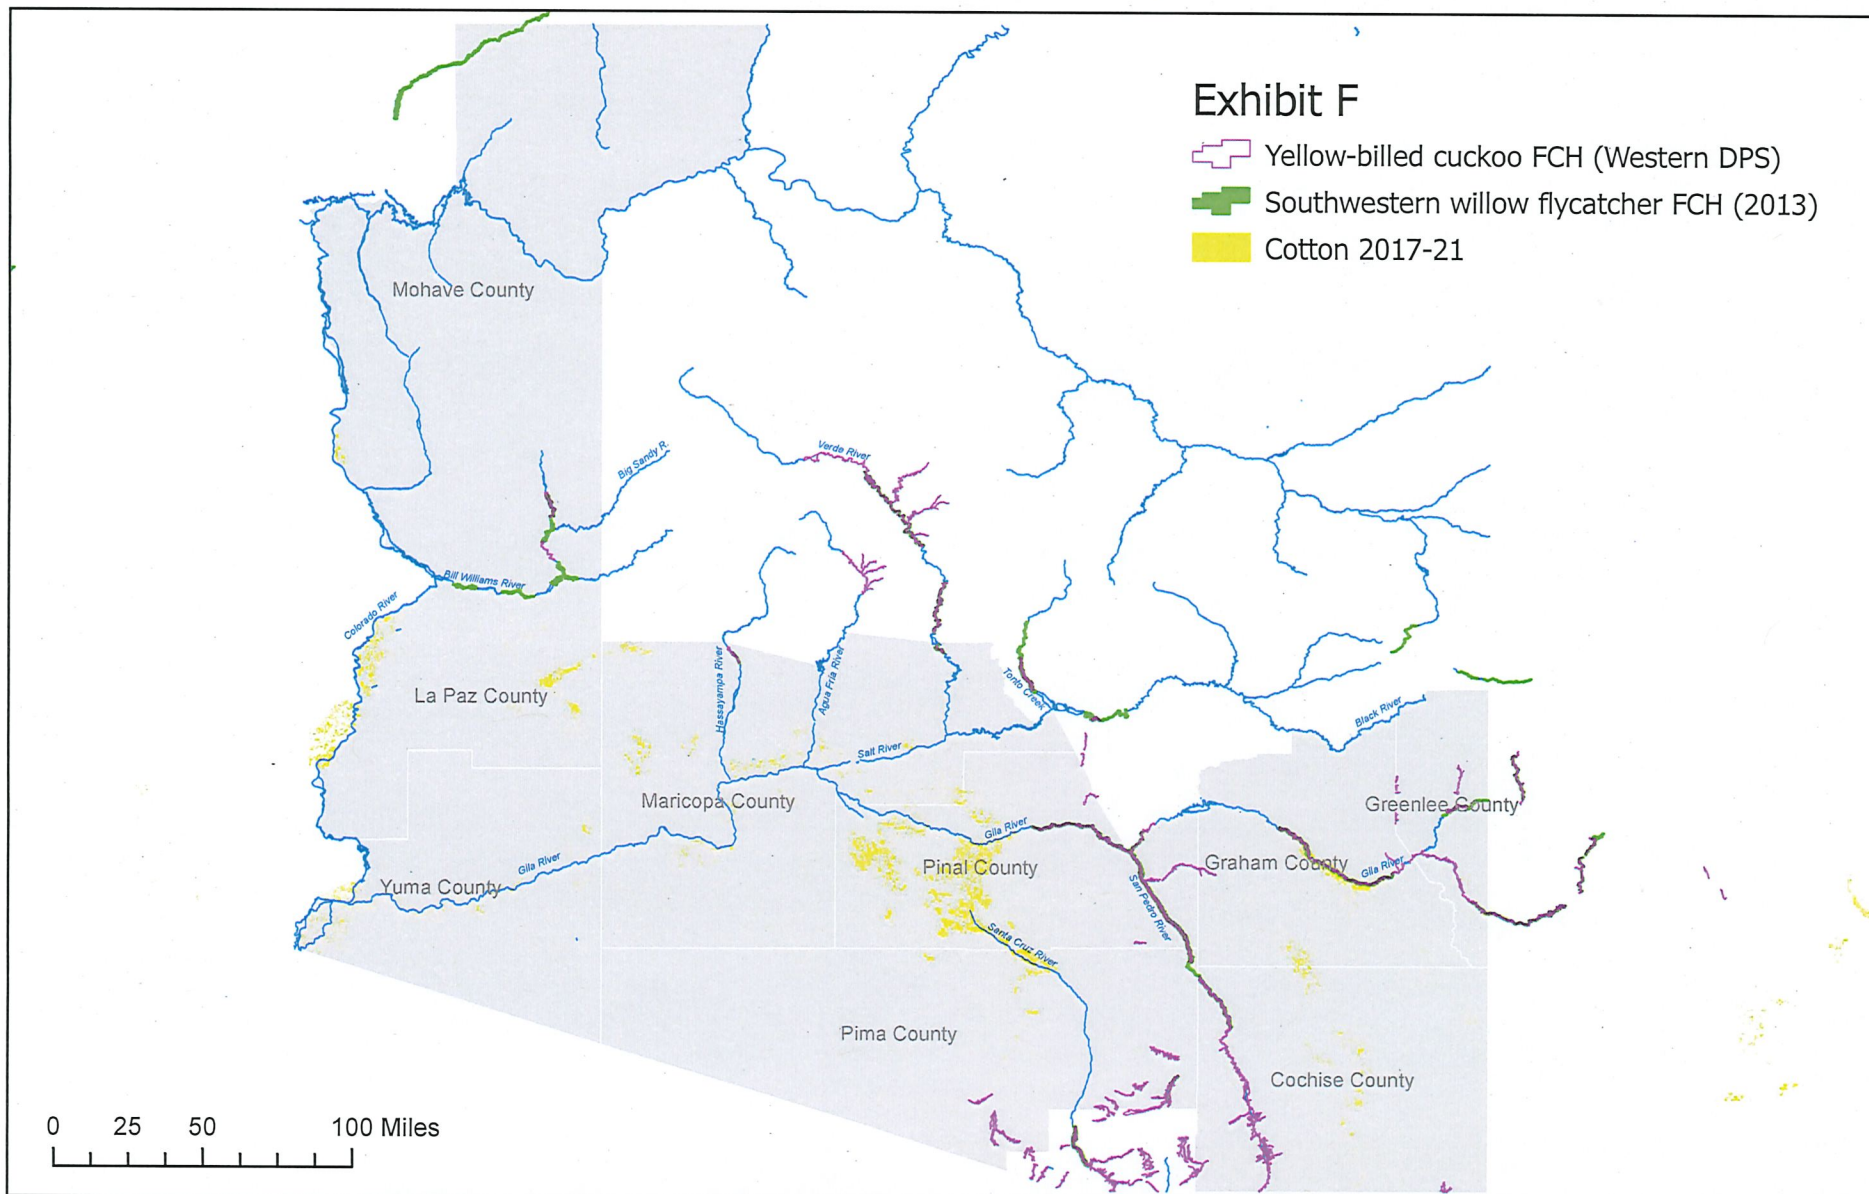 Exhibit F
Yellow-billed cuckoo FCH (Western DPS)
Southwestern willow flycatcher FCH (2013)
Cotton 2017-21
Mohave County
Verde River
Big Sandy R.
Bill Williams River
Colorado River
La Paz County
Hassayampa River
Agua Fria River
Tonto Creek
Black River
Salt River
Maricopa County
Greenlee County
Gila River
Pinal County
Graham County
Gila River
Gila River
Yuma County
San Pedro River
Santa Cruz River
Pima County
Cochise County
0 25 50 100 Miles